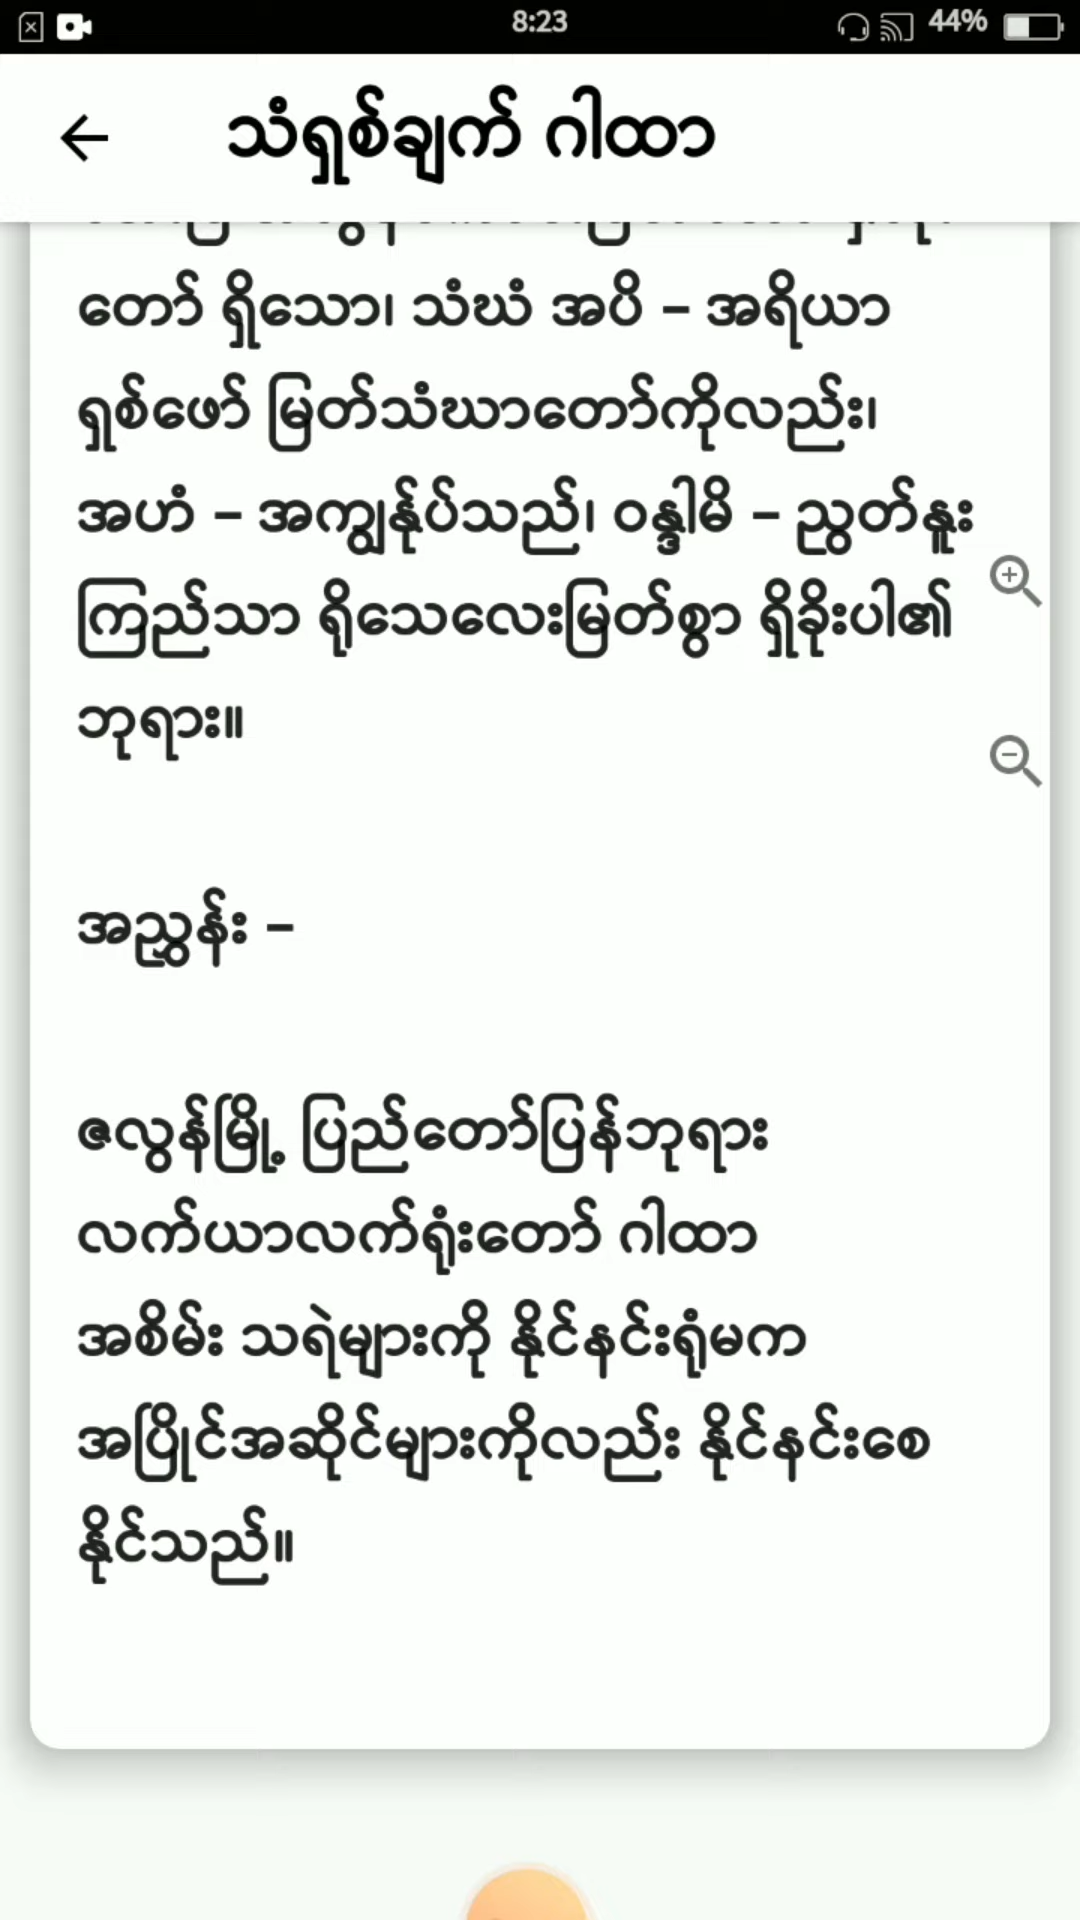 8:23
44%
သံရှစ်ချက် ဂါထာ
တော် ရှိသော၊ သံဃံ အပိ – အရိယာ
ရှစ်ဖော် မြတ်သံဃာတော်ကိုလည်း၊
အဟံ – အကျွန်ုပ်သည်၊ ဝန္ဒါမိ – ညွတ်နူး
ကြည်သာ ရိုသေလေးမြတ်စွာ ရှိခိုးပါ၏
ဘုရား။
အညွှန်း –
ဇလွန်မြို့ ပြည်တော်ပြန်ဘုရား
လက်ယာလက်ရုံးတော် ဂါထာ
အစိမ်း သရဲများကို နိုင်နင်းရုံမက
အပြိုင်အဆိုင်များကိုလည်း နိုင်နင်းစေ
နိုင်သည်။